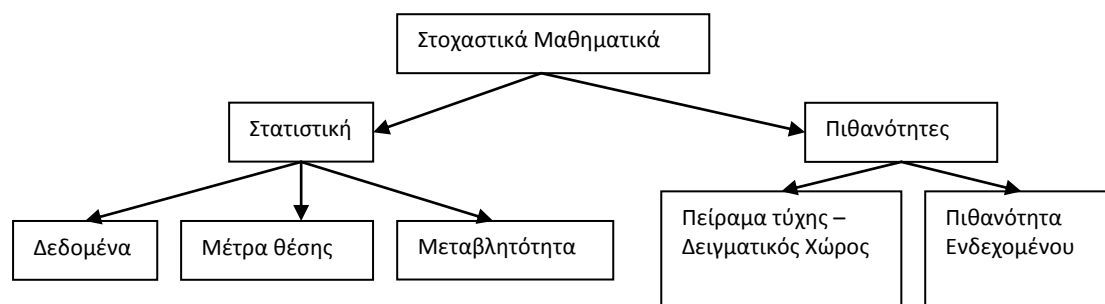 Στοχαστικά Μαθηματικά
Στατιστική
Πιθανότητες
Δεδομένα
Μέτρα θέσης
Μεταβλητότητα
Πείραμα τύχης –
Δειγματικός Χώρος
Πιθανότητα
Ενδεχομένου